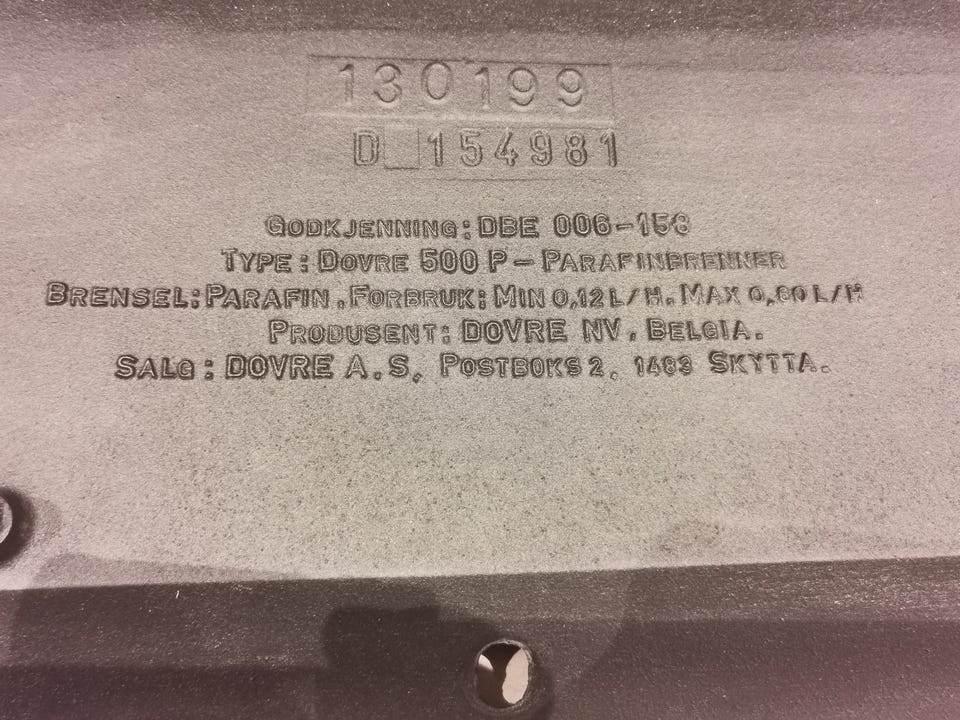 130199
D 154981
GODKJENNING: DBE 006-158
TYPE: DOVRE 500 P - PARAFINBRENNER
BRENSEL: PARAFIN. FORBRUK: MIN 0,12 L/H. MAX 0,60 L/H
PRODUSENT: DOVRE NV. BELGIA.
SALG: DOVRE A.S. POSTBOKS 2, 1483 SKYTTA.